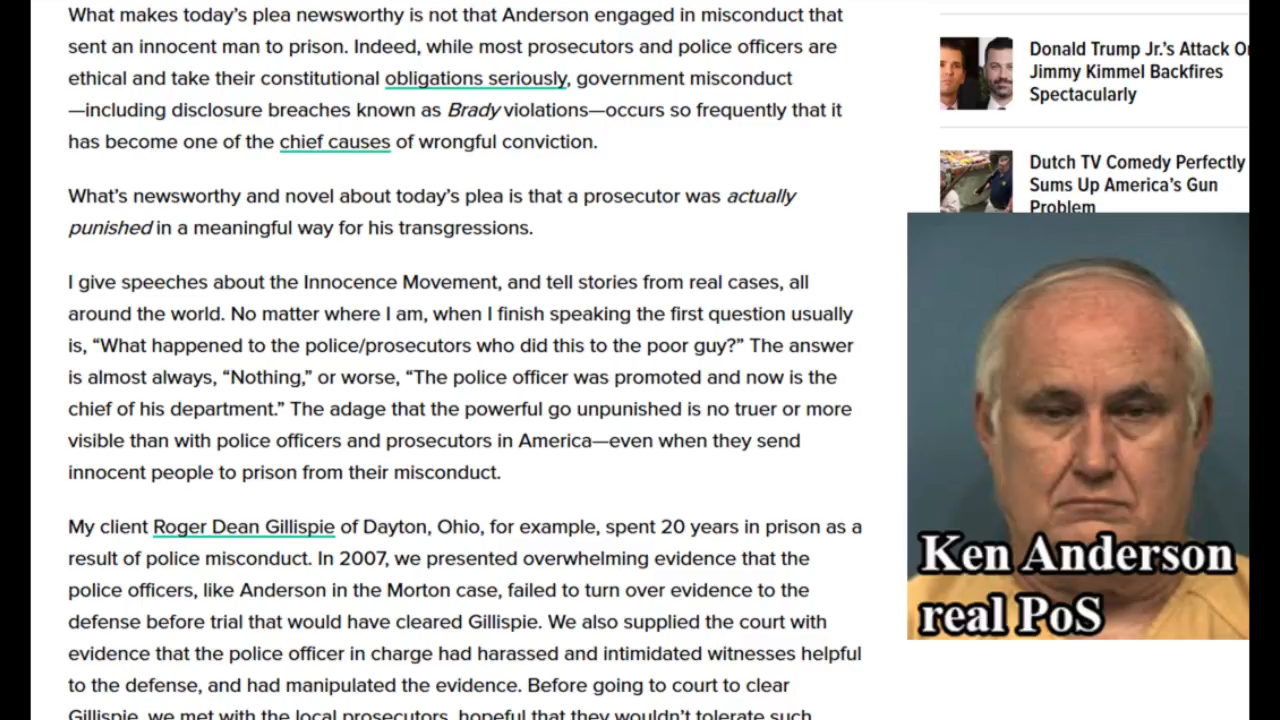 What makes today’s plea newsworthy is not that Anderson engaged in misconduct that
sent an innocent man to prison. Indeed, while most prosecutors and police officers are
ethical and take their constitutional obligations seriously, government misconduct
—including disclosure breaches known as Brady violations—occurs so frequently that it
has become one of the chief causes of wrongful conviction.
What’s newsworthy and novel about today’s plea is that a prosecutor was actually
punished in a meaningful way for his transgressions.
I give speeches about the Innocence Movement, and tell stories from real cases, all
around the world. No matter where I am, when I finish speaking the first question usually
is, “What happened to the police/prosecutors who did this to the poor guy?” The answer
is almost always, “Nothing,” or worse, “The police officer was promoted and now is the
chief of his department.” The adage that the powerful go unpunished is no truer or more
visible than with police officers and prosecutors in America—even when they send
innocent people to prison from their misconduct.
My client Roger Dean Gillispie of Dayton, Ohio, for example, spent 20 years in prison as a
result of police misconduct. In 2007, we presented overwhelming evidence that the
police officers, like Anderson in the Morton case, failed to turn over evidence to the
defense before trial that would have cleared Gillispie. We also supplied the court with
evidence that the police officer in charge had harassed and intimidated witnesses helpful
to the defense, and had manipulated the evidence. Before going to court to clear
Gillispie, we met with the local prosecutors, hopeful that they wouldn’t tolerate such
Donald Trump Jr.’s Attack O
Jimmy Kimmel Backfires
Spectacularly
Dutch TV Comedy Perfectly
Sums Up America’s Gun
Problem
Ken Anderson
real PoS